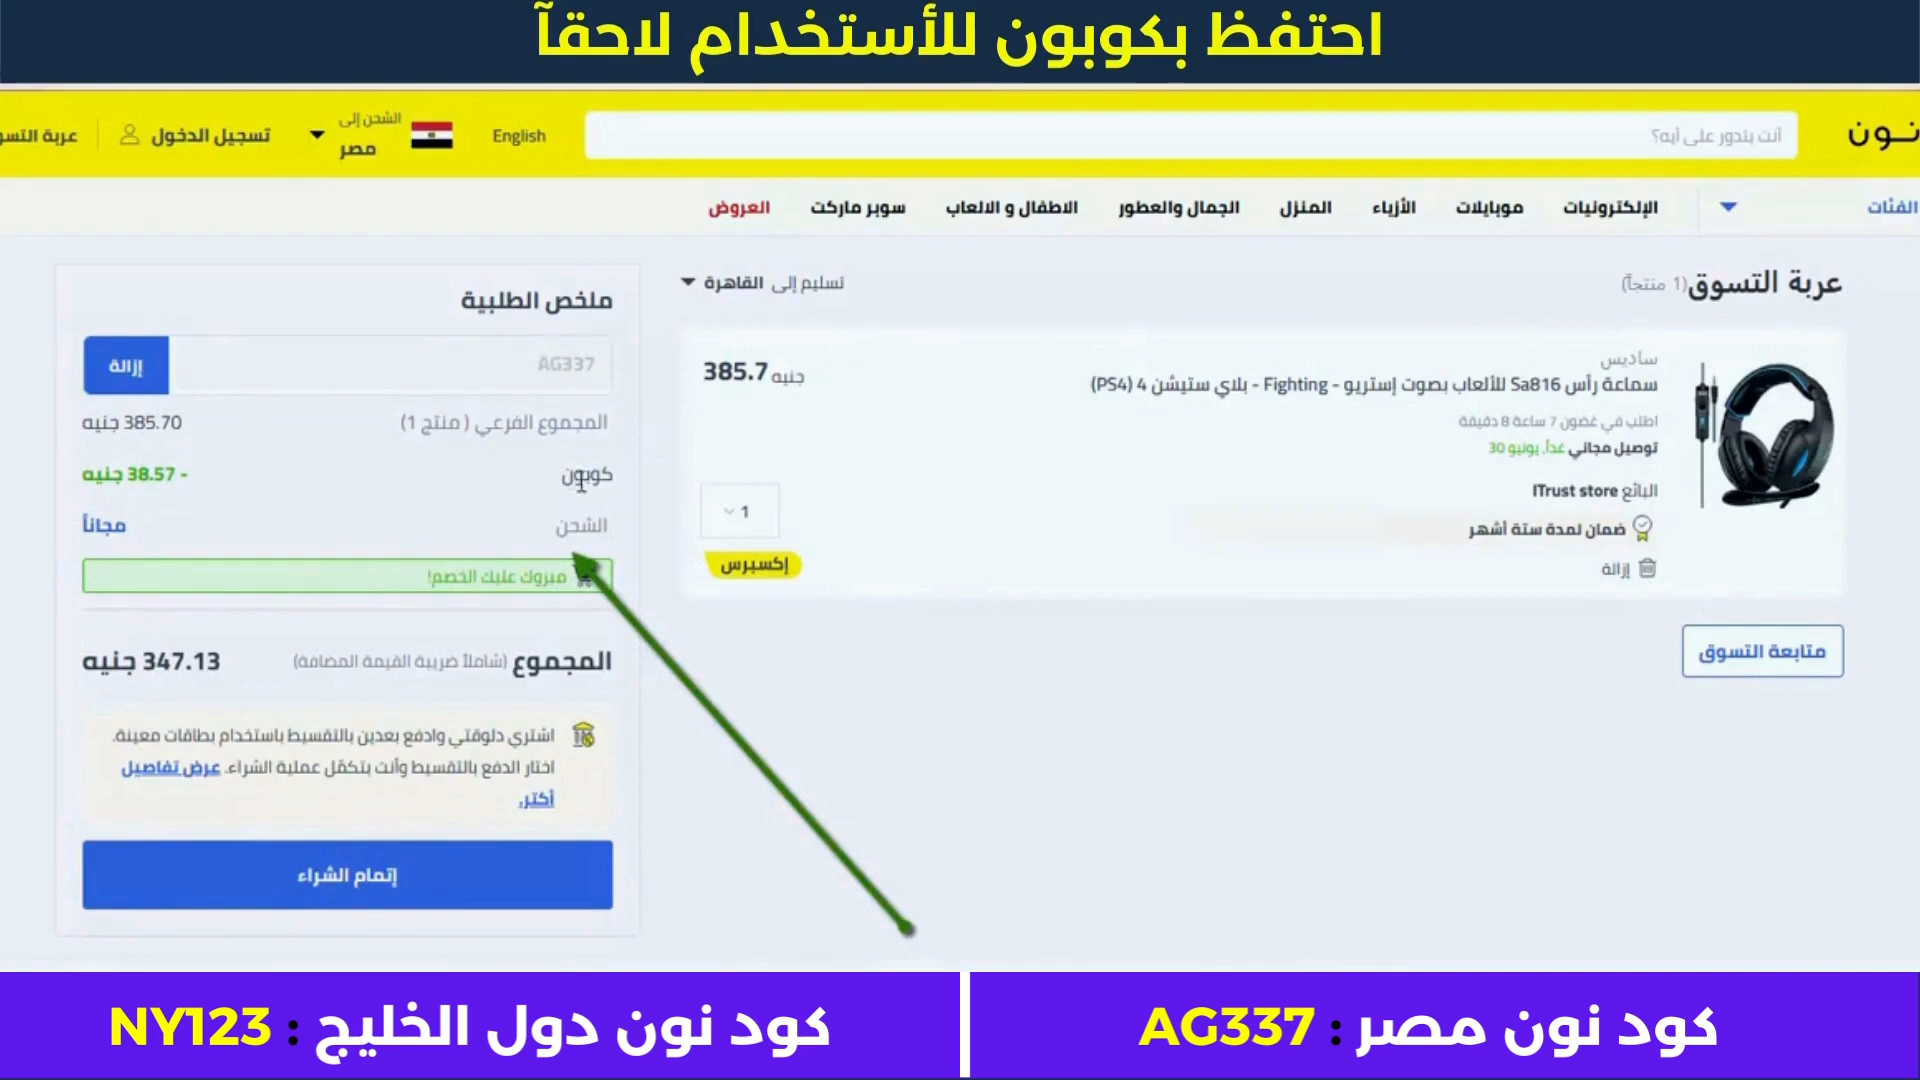 احتفظ بكوبون للأستخدام لاحقآ
نون
أنت بتدور على أيه؟
English
الشحن إلى
مصر
تسجيل الدخول
عربة التسو
الفئات
الإلكترونيات
موبايلات
الأزياء
المنزل
الجمال والعطور
الاطفال و الالعاب
سوبر ماركت
العروض
عربة التسوق (1 منتجاً)
تسليم إلى القاهرة
ساديس
سماعة رأس Sa816 للألعاب بصوت إستريو - Fighting - بلاي ستيشن 4 (PS4)
جنيه 385.7
اطلب في غضون 7 ساعة 8 دقيقة
توصيل مجاني غداً, يونيو 30
البائع ITrust store
ضمان لمدة ستة أشهر
إزالة
1
إكسبرس
متابعة التسوق
ملخص الطلبية
AG337
إزالة
المجموع الفرعي ( منتج 1)
385.70 جنيه
كوبون
- 38.57 جنيه
الشحن
مجاناً
مبروك عليك الخصم!
المجموع (شاملاً ضريبة القيمة المضافة)
347.13 جنيه
اشتري دلوقتي وادفع بعدين بالتقسيط باستخدام بطاقات معينة.
اختار الدفع بالتقسيط وأنت بتكمّل عملية الشراء. عرض تفاصيل
أكتر.
إتمام الشراء
كود نون مصر : AG337
كود نون دول الخليج : NY123